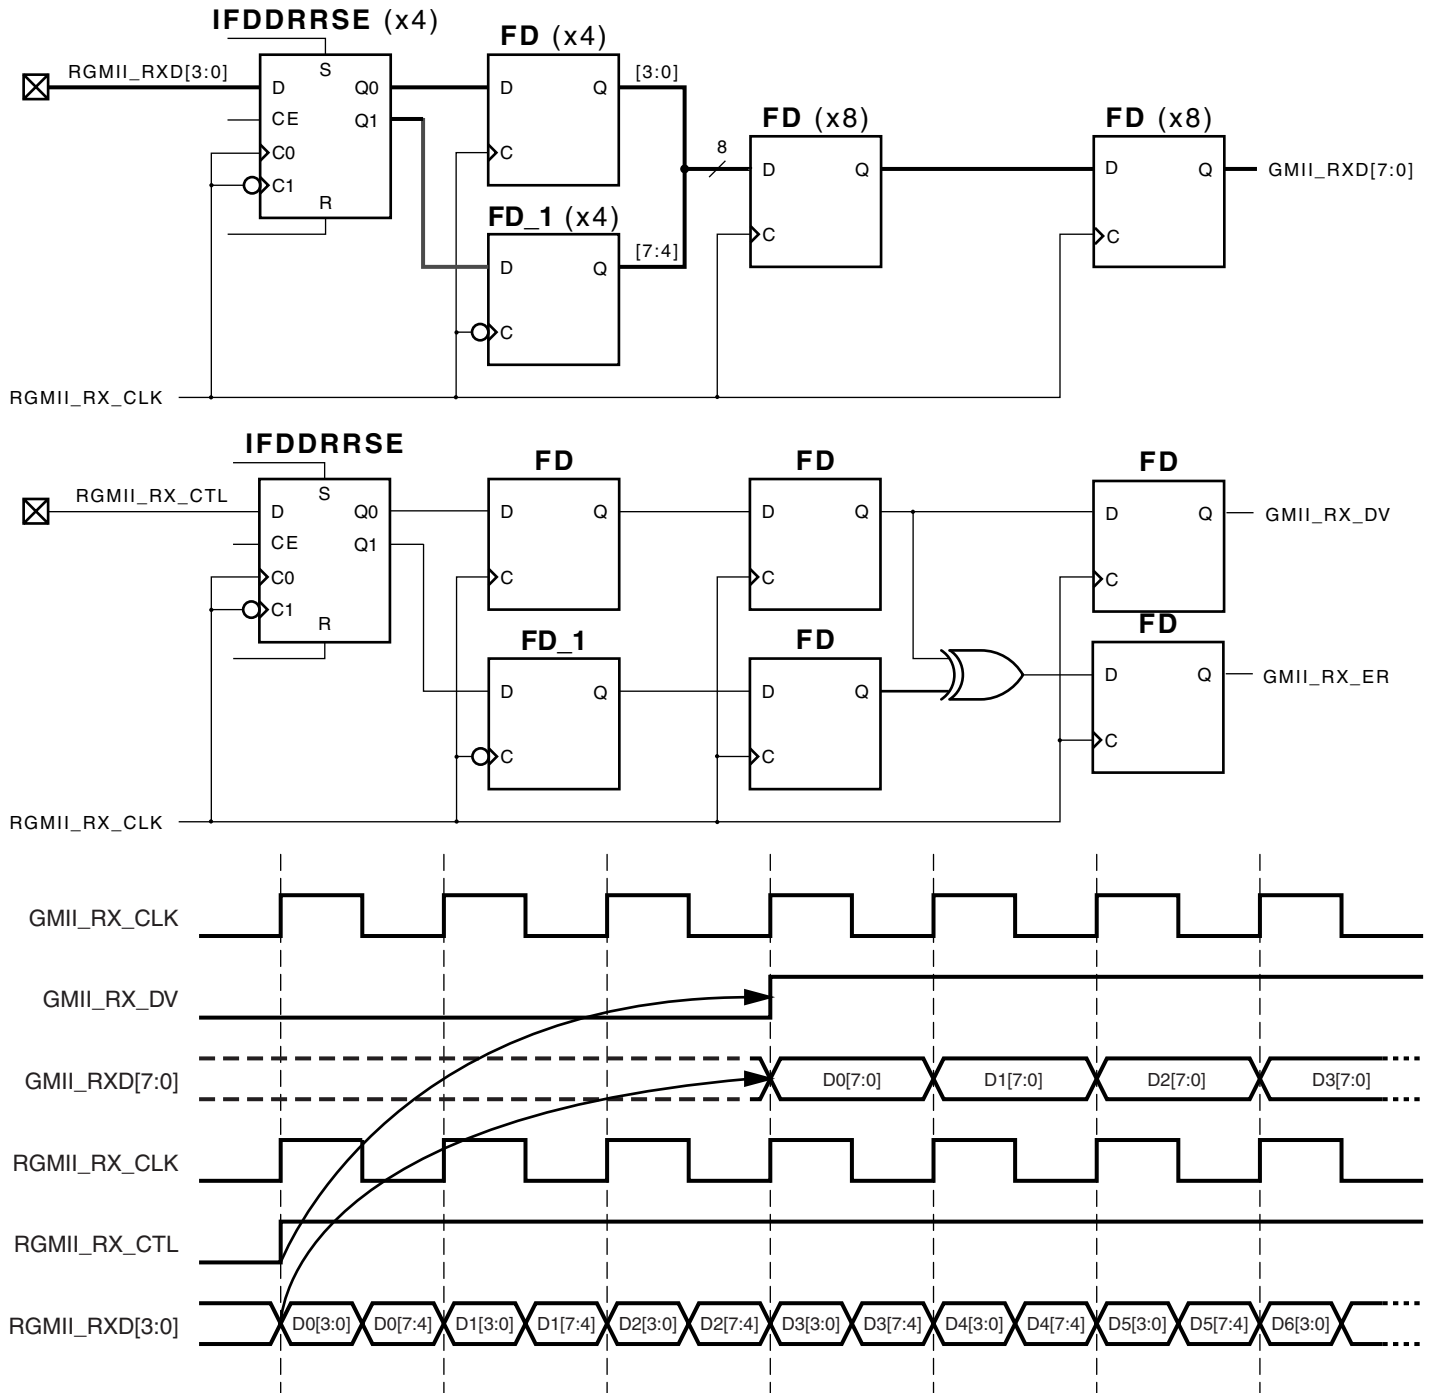 IFDDRRSE (x4)
FD (x4)
RGMII_RXD[3:0]
S
D
Q0
CE
Q1
C0
C1
R
D
Q
C
[3:0]
FD_1 (x4)
D
Q
C
[7:4]
8
FD (x8)
D
Q
C
FD (x8)
D
Q
C
GMII_RXD[7:0]
RGMII_RX_CLK
IFDDRRSE
RGMII_RX_CTL
S
D
Q0
CE
Q1
C0
C1
R
FD
D
Q
C
FD
D
Q
C
FD
D
Q
C
GMII_RX_DV
FD_1
D
Q
C
FD
D
Q
C
FD
D
Q
C
GMII_RX_ER
RGMII_RX_CLK
GMII_RX_CLK
GMII_RX_DV
GMII_RXD[7:0]
D0[7:0] D1[7:0] D2[7:0] D3[7:0]
RGMII_RX_CLK
RGMII_RX_CTL
RGMII_RXD[3:0]
D0[3:0] D0[7:4] D1[3:0] D1[7:4] D2[3:0] D2[7:4] D3[3:0] D3[7:4] D4[3:0] D4[7:4] D5[3:0] D5[7:4] D6[3:0]